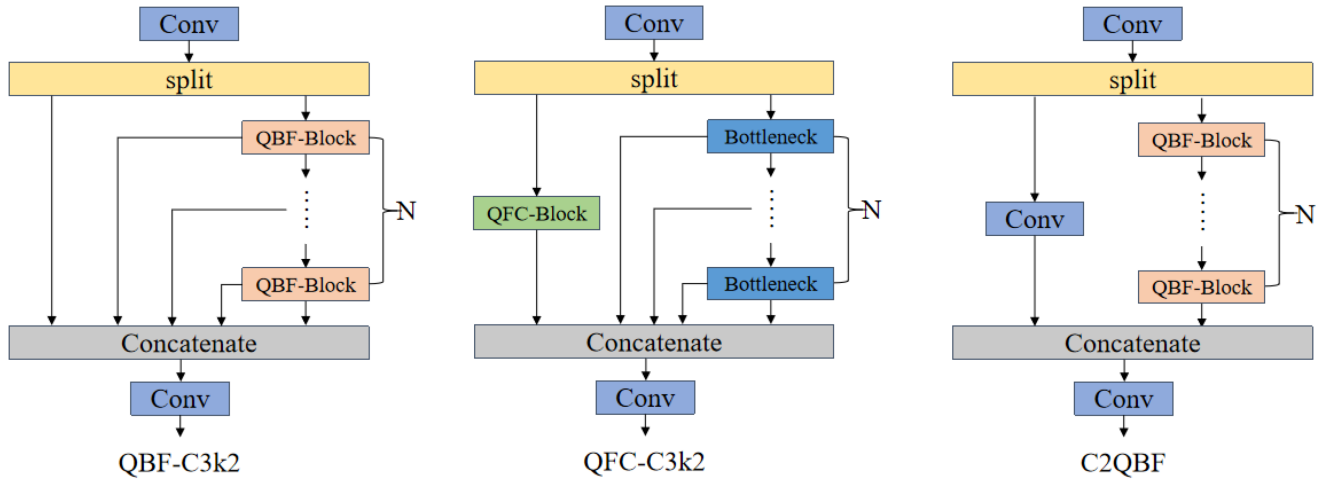 Conv
split
QBF-Block
N
QBF-Block
Concatenate
Conv
QBF-C3k2
Conv
split
Bottleneck
QFC-Block
N
Bottleneck
Concatenate
Conv
QFC-C3k2
Conv
split
QBF-Block
Conv
N
QBF-Block
Concatenate
Conv
C2QBF